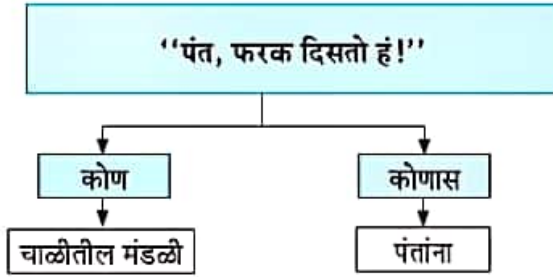 ‘‘पंत, फरक दिसतो हं!’’
कोण
कोणास
चाळीतील मंडळी
पंतांना